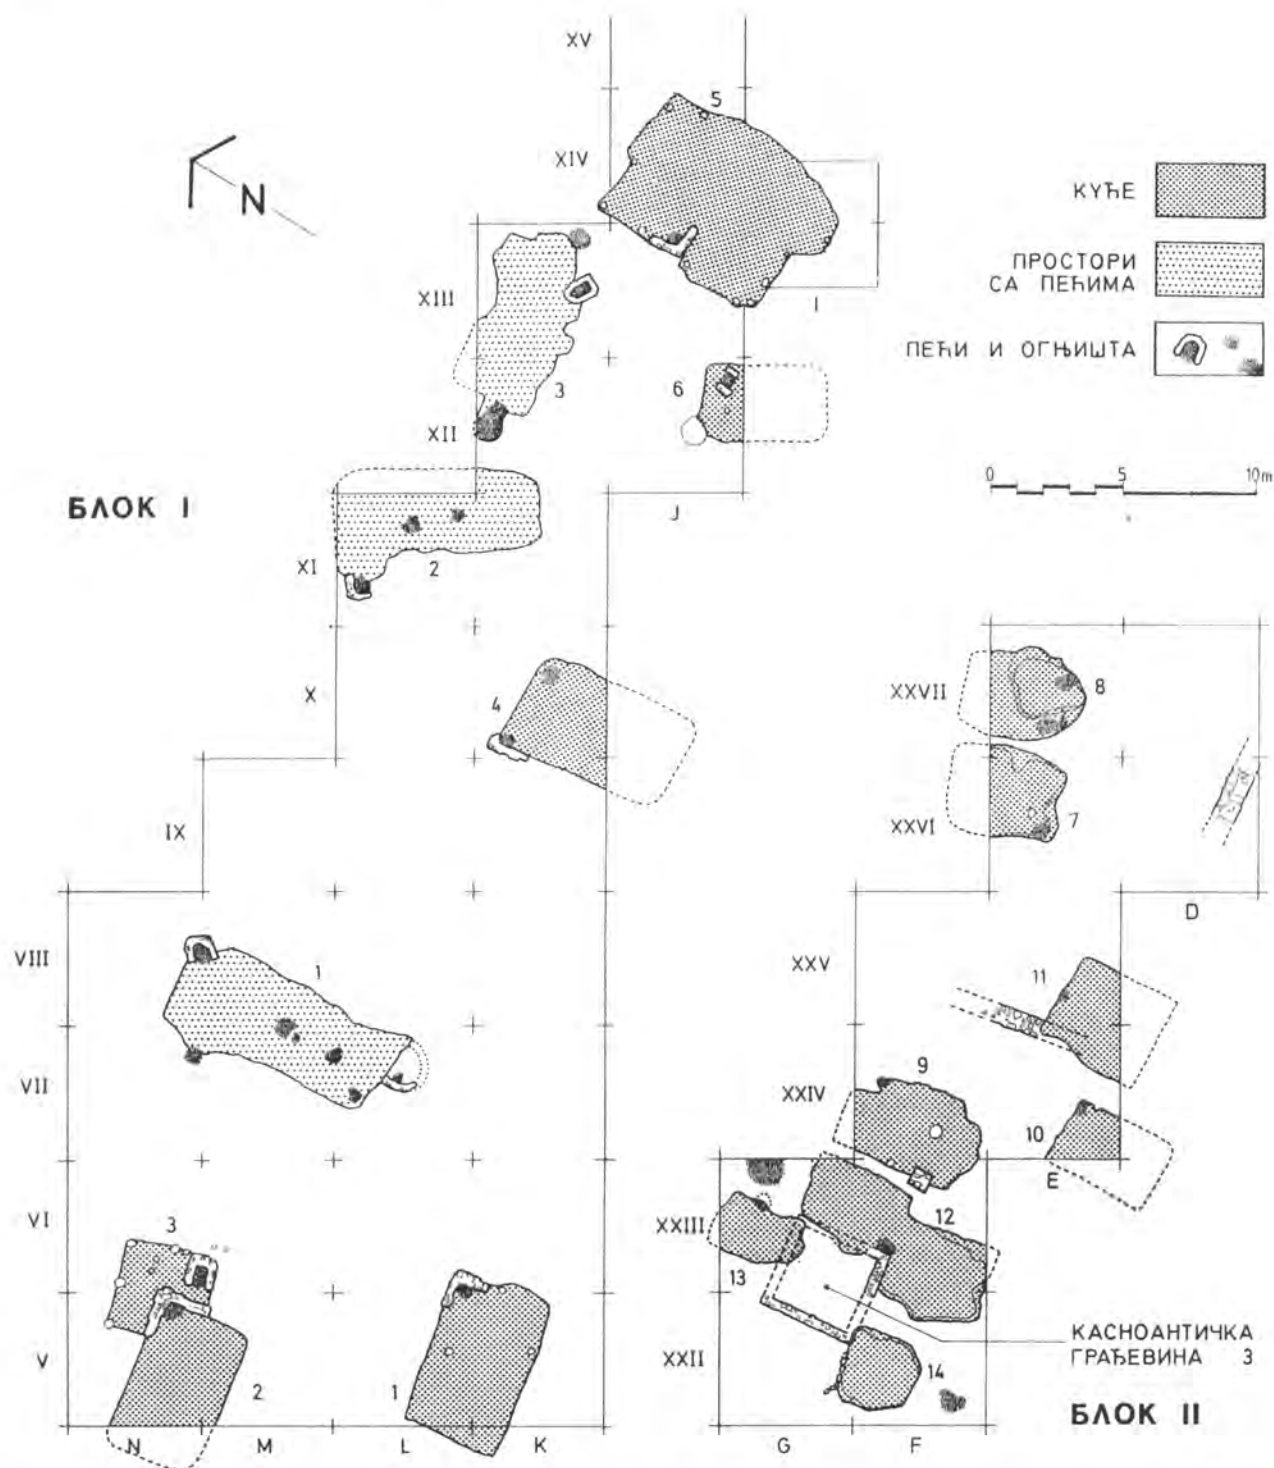 XV
5
XIV
N
КУЋЕ
ПРОСТОРИ
СА ПЕЋИМА
XIII
I
ПЕЋИ И ОГЊИШТА
3
6
XII
0 5 10 m
БЛОК I
J
XI
2
X
4
XXVII
8
IX
XXVI
7
D
VIII
1
XXV
11
VII
XXIV
9
10
E
VI
3
XXIII
12
13
КАСНОАНТИЧКА
ГРАЂЕВИНА 3
V
2
1
XXII
14
БЛОК II
N M L K
G F